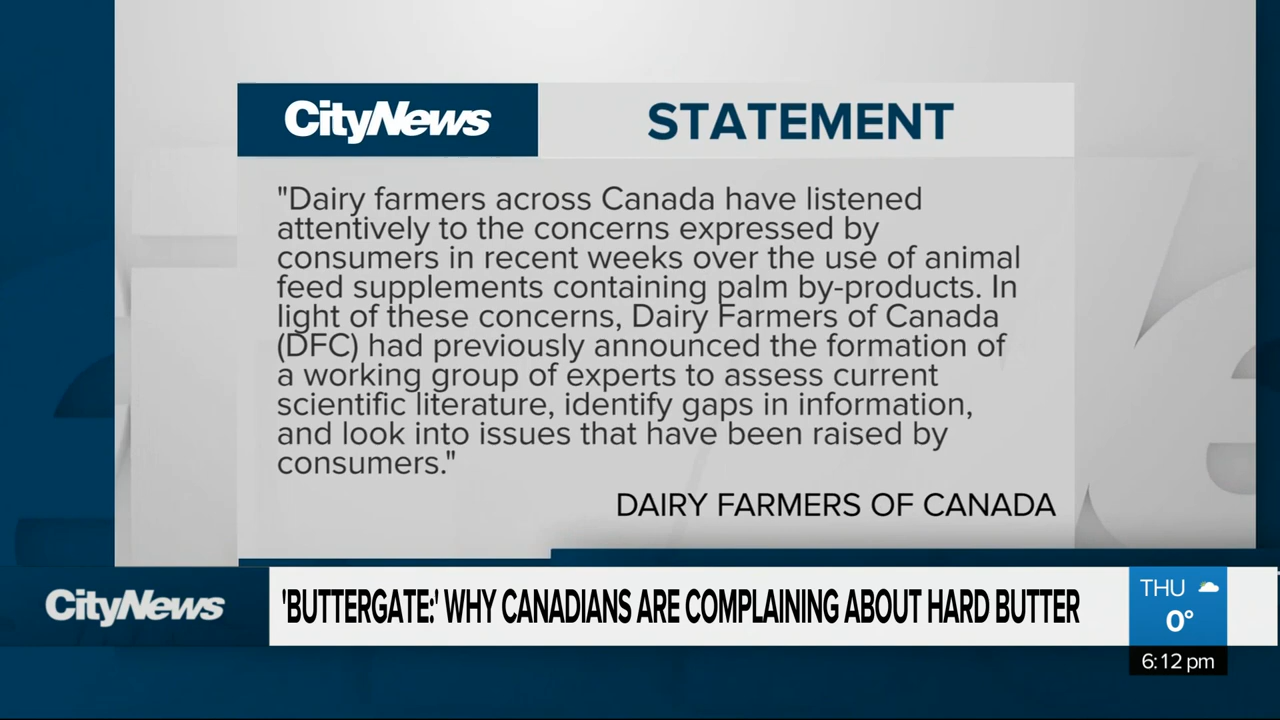 CityNews
STATEMENT
"Dairy farmers across Canada have listened
attentively to the concerns expressed by
consumers in recent weeks over the use of animal
feed supplements containing palm by-products. In
light of these concerns, Dairy Farmers of Canada
(DFC) had previously announced the formation of
a working group of experts to assess current
scientific literature, identify gaps in information,
and look into issues that have been raised by
consumers."
DAIRY FARMERS OF CANADA
CityNews
'BUTTERGATE:' WHY CANADIANS ARE COMPLAINING ABOUT HARD BUTTER
THU
0°
6:12 pm